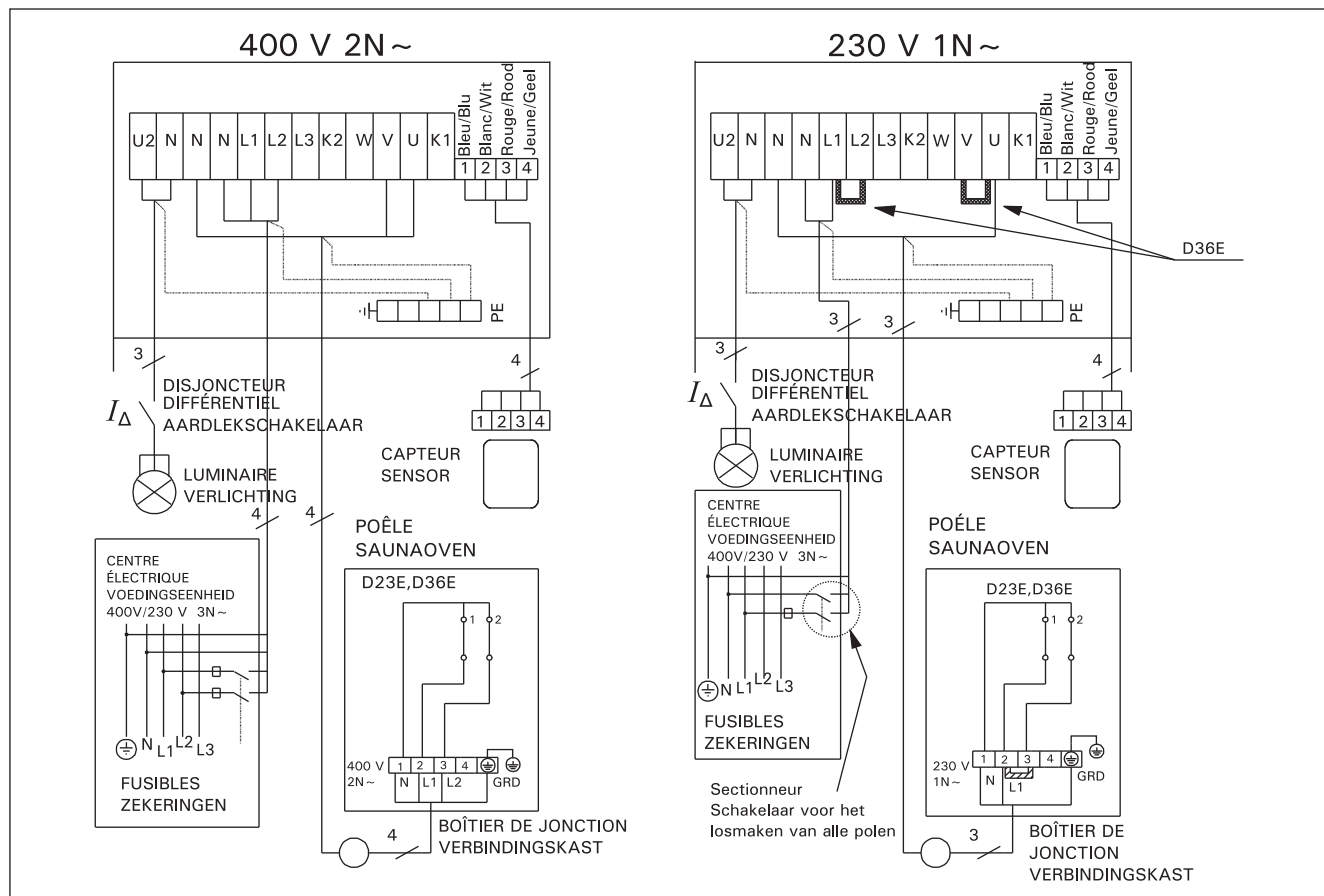 400 V 2N~
U2 N N N L1 L2 L3 K2 W V U K1
Bleu/Blu
Blanc/Wit
Rouge/Rood
Jeune/Geel
1 2 3 4
PE
3
4
DISJONCTEUR
DIFFÉRENTIEL
AARDLEKSCHAKELAAR
I∆
1 2 3 4
LUMINAIRE
VERLICHTING
CAPTEUR
SENSOR
4
4
POÊLE
SAUNAOVEN
CENTRE
ÉLECTRIQUE
VOEDINGSEENHEID
400V/230 V 3N~
N L1 L2 L3
FUSIBLES
ZEKERINGEN
D23E,D36E
1 2
400 V
2N~
1 2 3 4
N L1 L2
GRD
4
BOÎTIER DE JONCTION
VERBINDINGSKAST
230 V 1N~
U2 N N N L1 L2 L3 K2 W V U K1
Bleu/Blu
Blanc/Wit
Rouge/Rood
Jeune/Geel
1 2 3 4
D36E
PE
3
3
3
4
DISJONCTEUR
DIFFÉRENTIEL
AARDLEKSCHAKELAAR
I∆
1 2 3 4
LUMINAIRE
VERLICHTING
CAPTEUR
SENSOR
CENTRE
ÉLECTRIQUE
VOEDINGSEENHEID
400V/230 V 3N~
N L1 L2 L3
FUSIBLES
ZEKERINGEN
Sectionneur
Schakelaar voor het
losmaken van alle polen
POÉLE
SAUNAOVEN
D23E,D36E
1 2
230 V
1N~
1 2 3 4
N L1
GRD
3
BOÎTIER DE
JONCTION
VERBINDINGSKAST